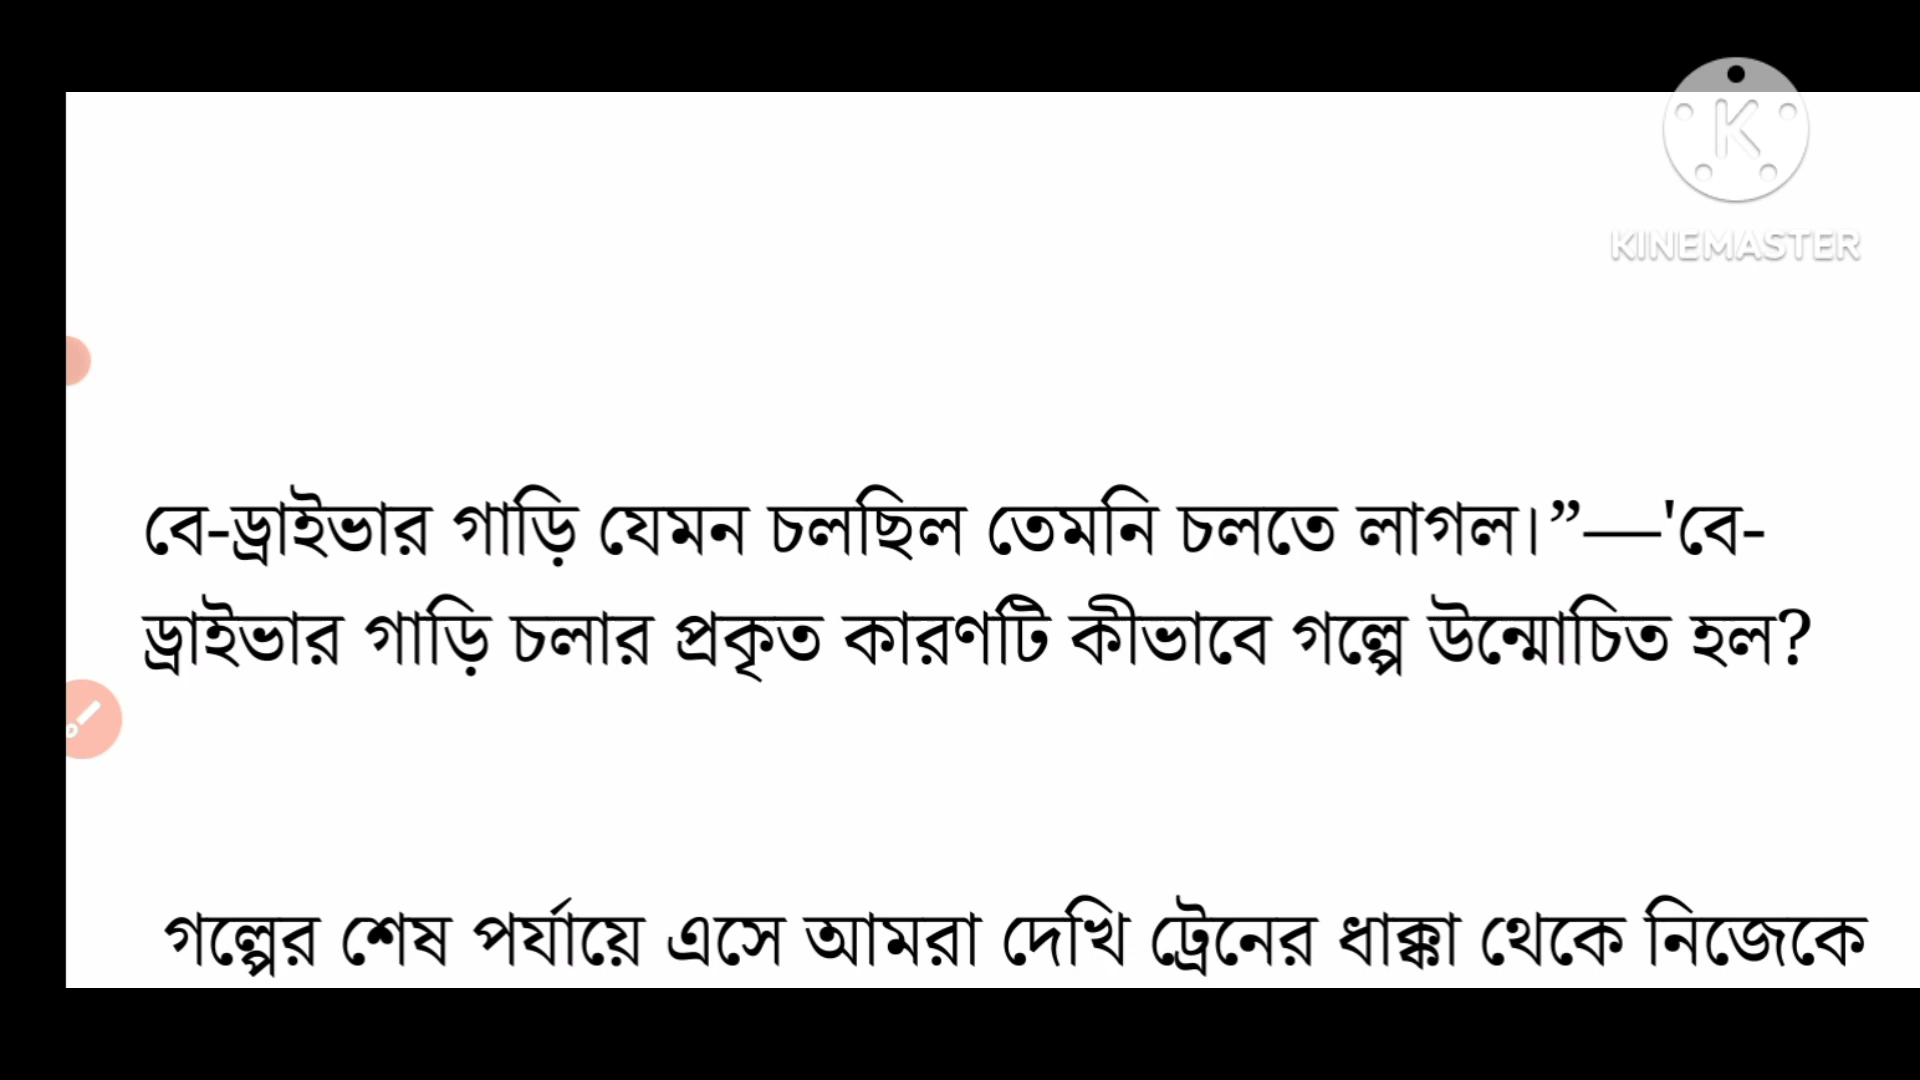 KINEMASTER
বে-ড্রাইভার গাড়ি যেমন চলছিল তেমনি চলতে লাগল।”—'বে-
ড্রাইভার গাড়ি চলার প্রকৃত কারণটি কীভাবে গল্পে উন্মোচিত হল?
গল্পের শেষ পর্যায়ে এসে আমরা দেখি ট্রেনের ধাক্কা থেকে নিজেকে